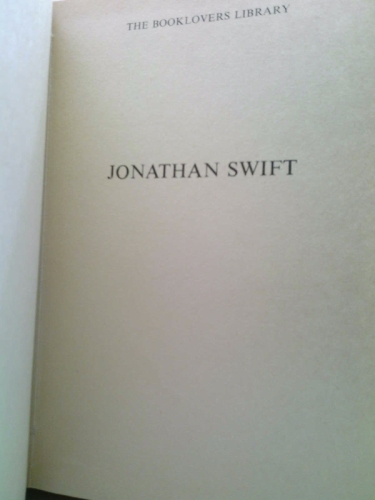 THE BOOKLOVERS LIBRARY
JONATHAN SWIFT